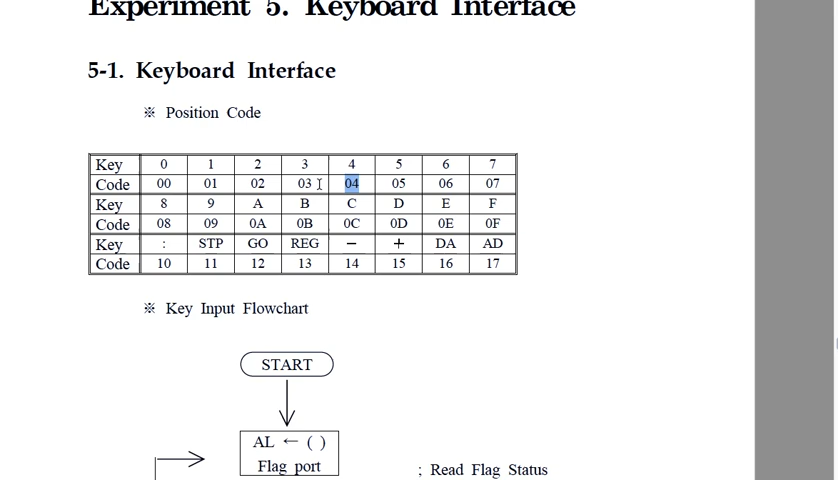 Experiment 5. Keyboard Interface
5-1. Keyboard Interface
※ Position Code
Key 0 1 2 3 4 5 6 7
Code 00 01 02 03 04 05 06 07
Key 8 9 A B C D E F
Code 08 09 0A 0B 0C 0D 0E 0F
Key : STP GO REG − + DA AD
Code 10 11 12 13 14 15 16 17
※ Key Input Flowchart
START
AL ← ( )
Flag port ; Read Flag Status